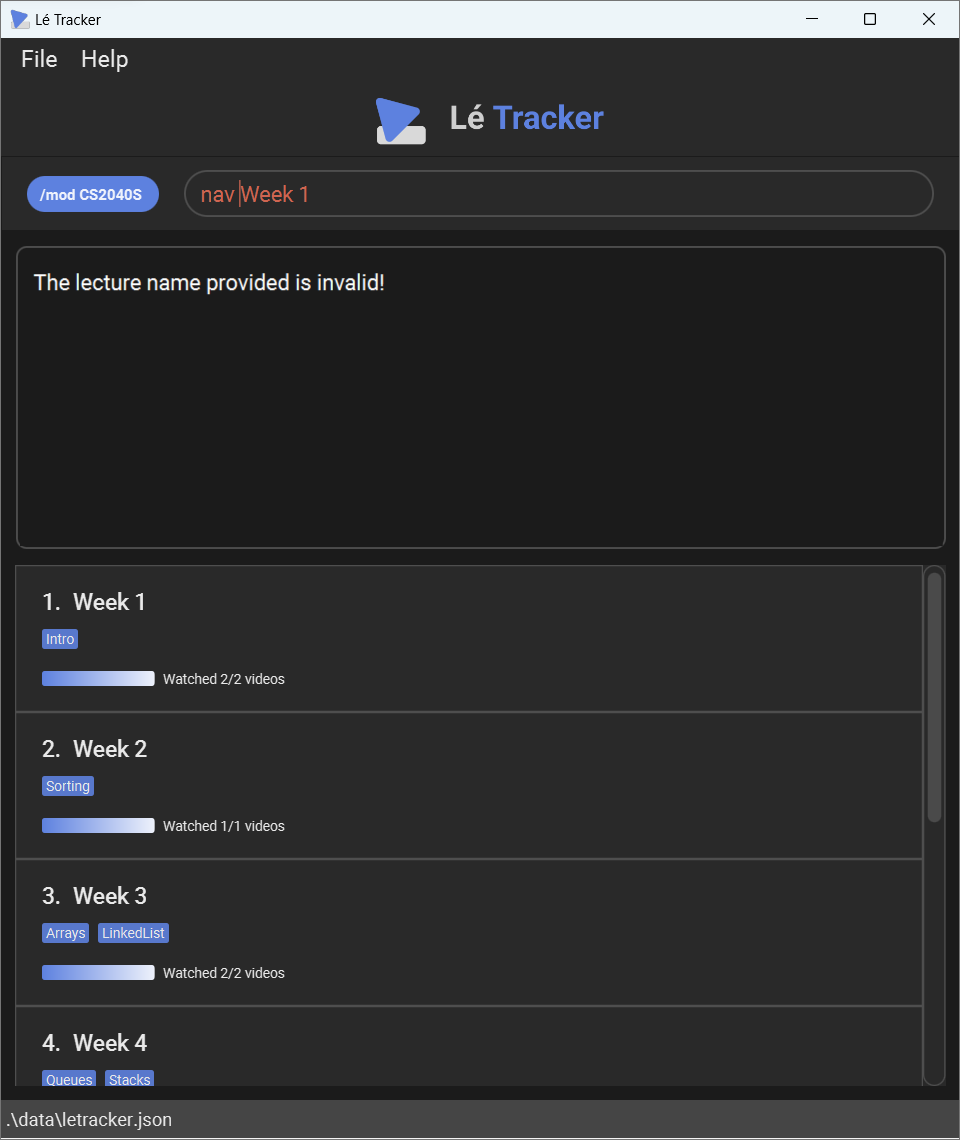 Lé Tracker
File Help
Lé Tracker
/mod CS2040S nav Week 1
The lecture name provided is invalid!
1. Week 1
Intro
Watched 2/2 videos
2. Week 2
Sorting
Watched 1/1 videos
3. Week 3
Arrays LinkedList
Watched 2/2 videos
4. Week 4
Queues Stacks
.\data\letracker.json